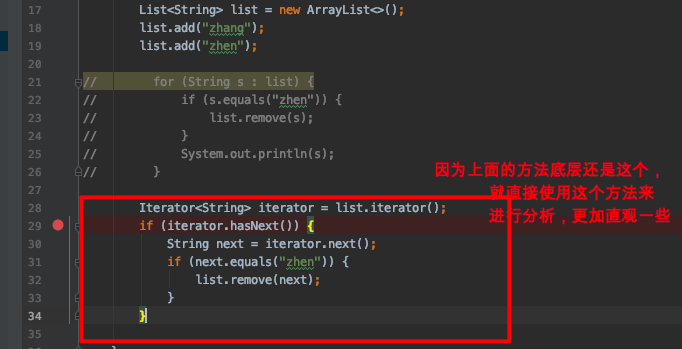 17 List<String> list = new ArrayList<>();
18 list.add("zhang");
19 list.add("zhen");
20
21 // for (String s : list) {
22 // if (s.equals("zhen")) {
23 // list.remove(s);
24 // }
25 // System.out.println(s);
26 // }
27
因为上面的方法底层还是这个，
就直接使用这个方法来
进行分析，更加直观一些
28 Iterator<String> iterator = list.iterator();
29 if (iterator.hasNext()) {
30 String next = iterator.next();
31 if (next.equals("zhen")) {
32 list.remove(next);
33 }
34 }
35